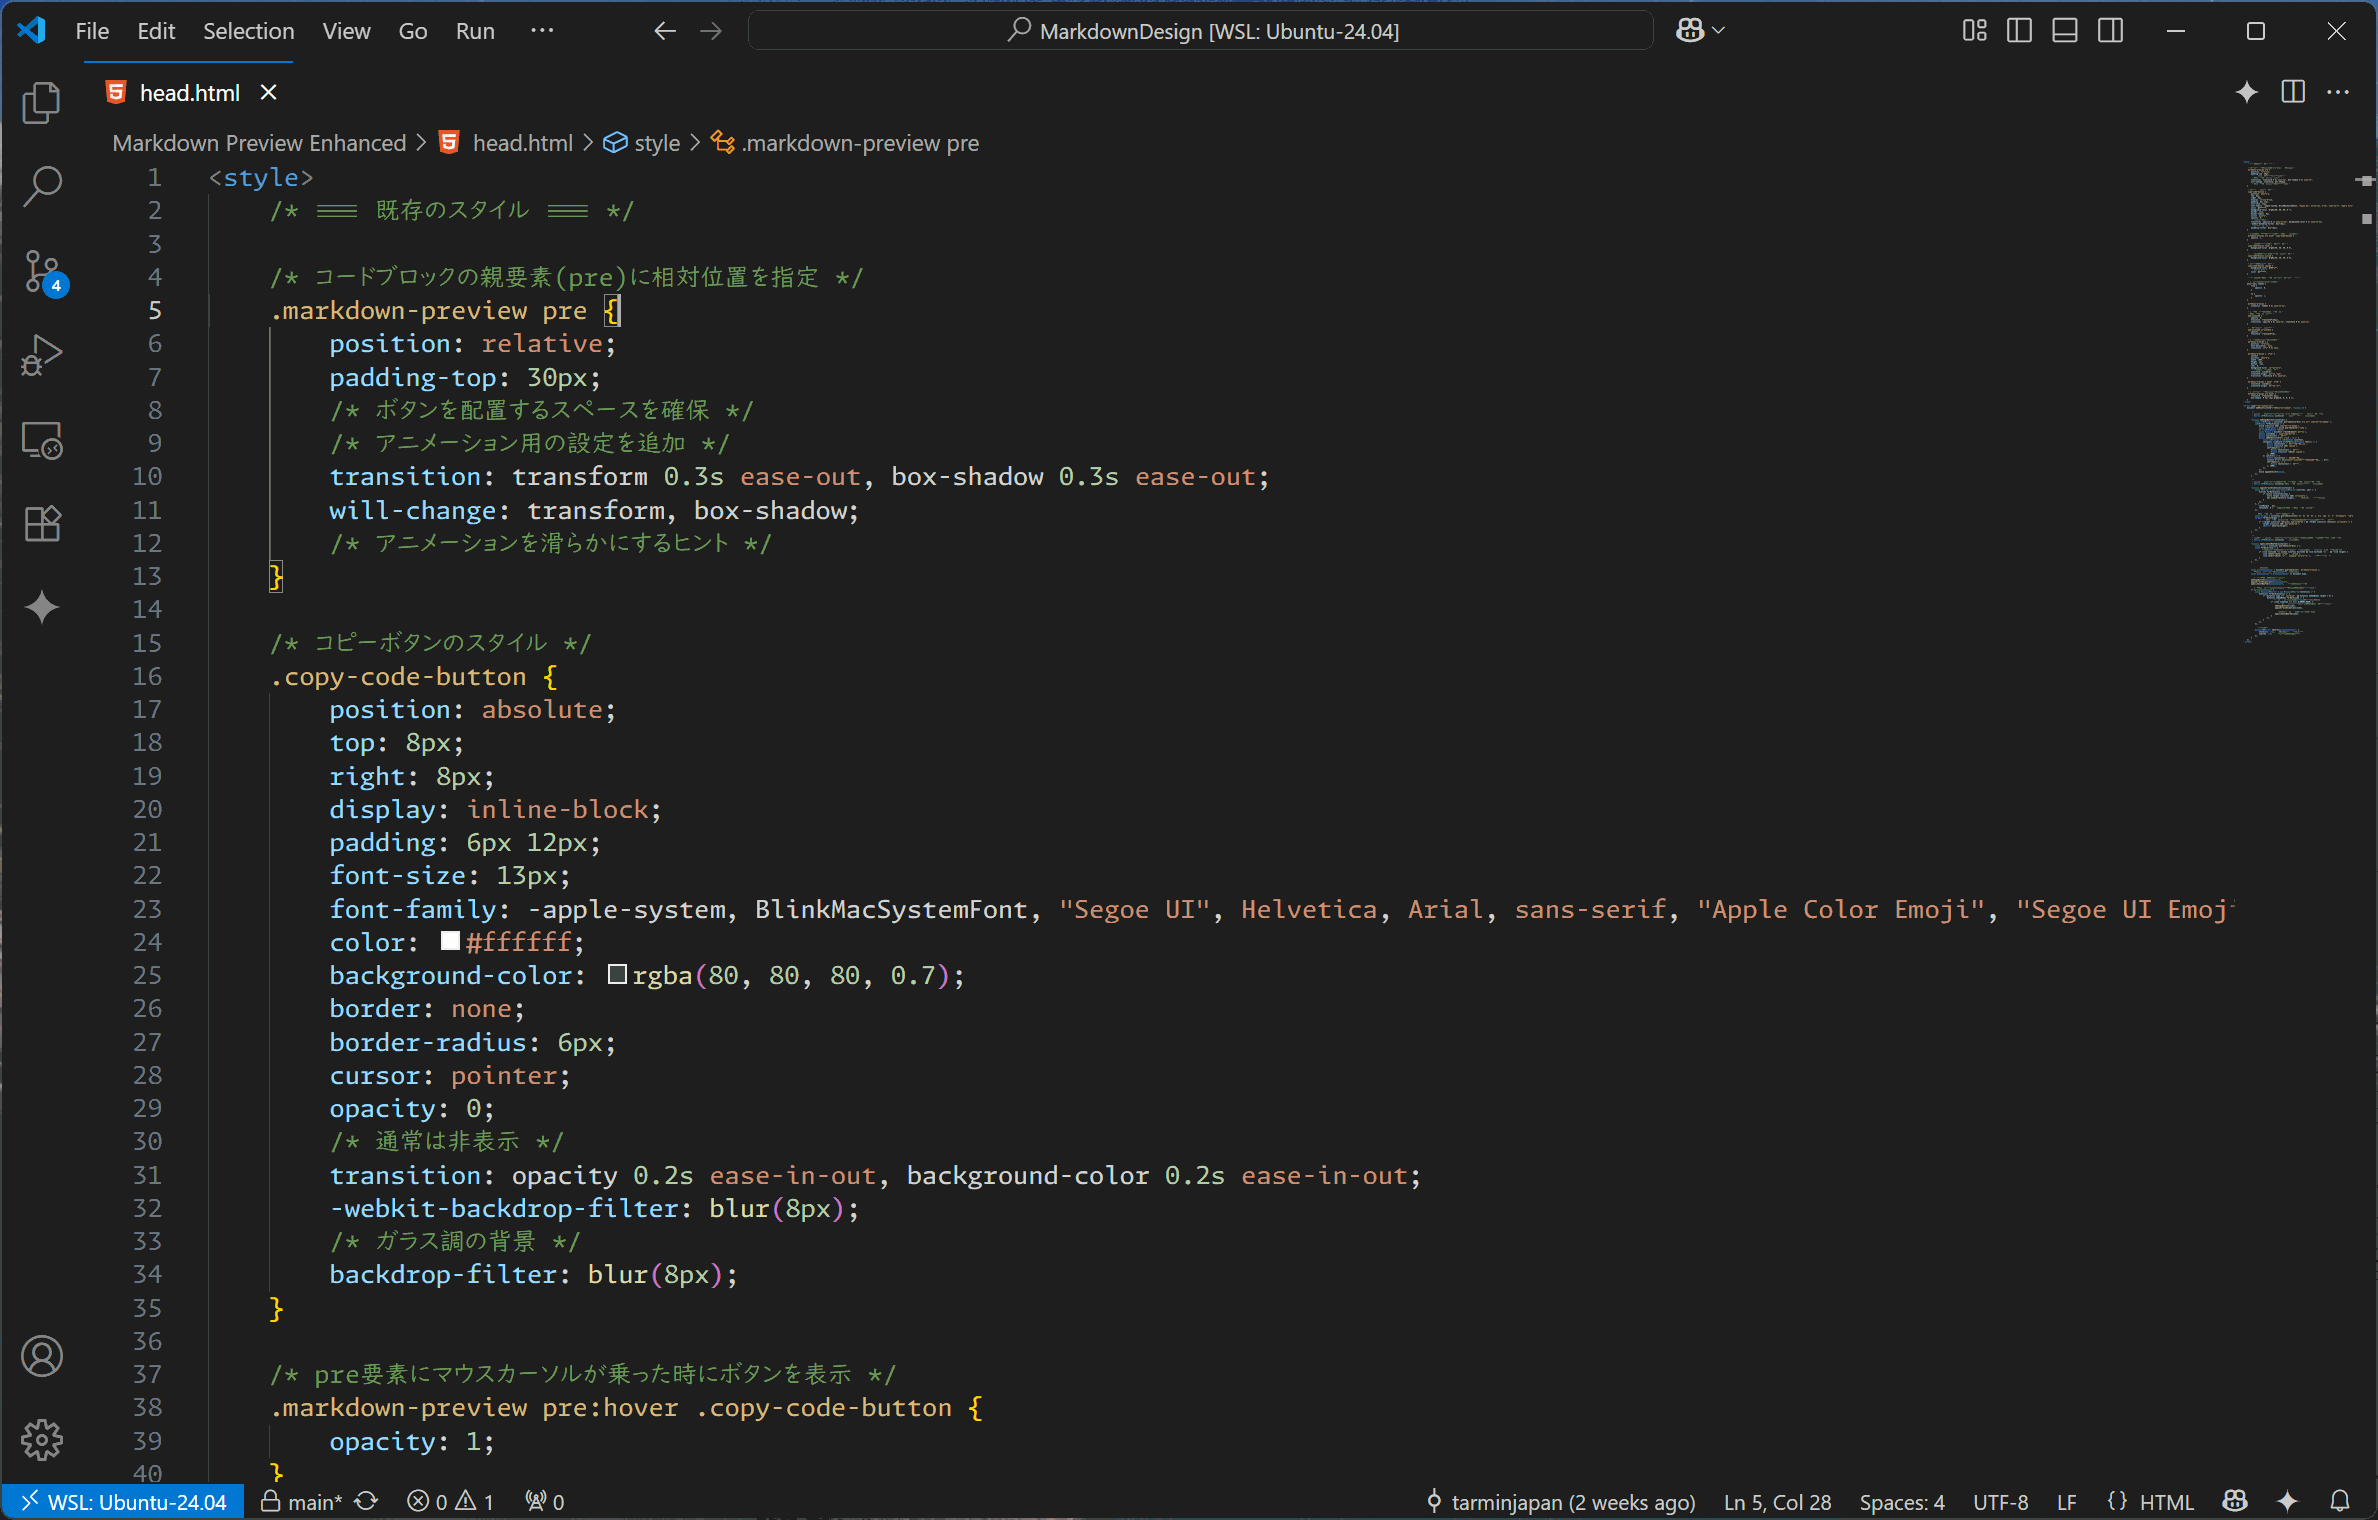 File Edit Selection View Go Run ··· MarkdownDesign [WSL: Ubuntu-24.04]
head.html
Markdown Preview Enhanced > head.html > style > .markdown-preview pre
1 <style>
2 /* === 既存のスタイル === */
3
4 /* コードブロックの親要素(pre)に相対位置を指定 */
5 .markdown-preview pre {
6 position: relative;
7 padding-top: 30px;
8 /* ボタンを配置するスペースを確保 */
9 /* アニメーション用の設定を追加 */
10 transition: transform 0.3s ease-out, box-shadow 0.3s ease-out;
11 will-change: transform, box-shadow;
12 /* アニメーションを滑らかにするヒント */
13 }
14
15 /* コピーボタンのスタイル */
16 .copy-code-button {
17 position: absolute;
18 top: 8px;
19 right: 8px;
20 display: inline-block;
21 padding: 6px 12px;
22 font-size: 13px;
23 font-family: -apple-system, BlinkMacSystemFont, "Segoe UI", Helvetica, Arial, sans-serif, "Apple Color Emoji", "Segoe UI Emoj
24 color: #ffffff;
25 background-color: rgba(80, 80, 80, 0.7);
26 border: none;
27 border-radius: 6px;
28 cursor: pointer;
29 opacity: 0;
30 /* 通常は非表示 */
31 transition: opacity 0.2s ease-in-out, background-color 0.2s ease-in-out;
32 -webkit-backdrop-filter: blur(8px);
33 /* ガラス調の背景 */
34 backdrop-filter: blur(8px);
35 }
36
37 /* pre要素にマウスカーソルが乗った時にボタンを表示 */
38 .markdown-preview pre:hover .copy-code-button {
39 opacity: 1;
40 }
4
WSL: Ubuntu-24.04 main* 0 1 0 tarminjapan (2 weeks ago) Ln 5, Col 28 Spaces: 4 UTF-8 LF {} HTML